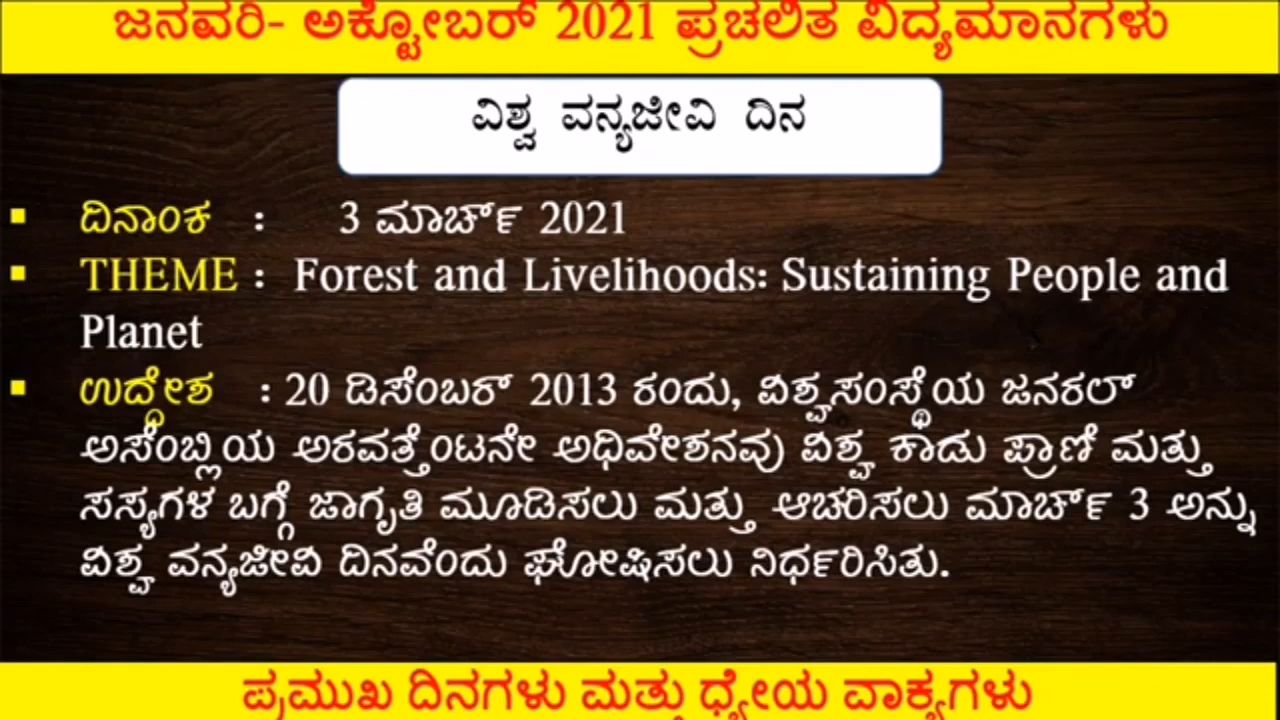 ಜನವರಿ- ಅಕ್ಟೋಬರ್ 2021 ಪ್ರಚಲಿತ ವಿದ್ಯಮಾನಗಳು
ವಿಶ್ವ ವನ್ಯಜೀವಿ ದಿನ
▪ ದಿನಾಂಕ : 3 ಮಾರ್ಚ್ 2021
▪ THEME : Forest and Livelihoods: Sustaining People and
Planet
▪ ಉದ್ಧೇಶ : 20 ಡಿಸೆಂಬರ್ 2013 ರಂದು, ವಿಶ್ವಸಂಸ್ಥೆಯ ಜನರಲ್
ಅಸೆಂಬ್ಲಿಯ ಅರವತ್ತೆಂಟನೇ ಅಧಿವೇಶನವು ವಿಶ್ವ ಕಾಡು ಪ್ರಾಣಿ ಮತ್ತು
ಸಸ್ಯಗಳ ಬಗ್ಗೆ ಜಾಗೃತಿ ಮೂಡಿಸಲು ಮತ್ತು ಆಚರಿಸಲು ಮಾರ್ಚ್ 3 ಅನ್ನು
ವಿಶ್ವ ವನ್ಯಜೀವಿ ದಿನವೆಂದು ಘೋಷಿಸಲು ನಿರ್ಧರಿಸಿತು.
ಪ್ರಮುಖ ದಿನಗಳು ಮತ್ತು ಧ್ಯೇಯ ವಾಕ್ಯಗಳು